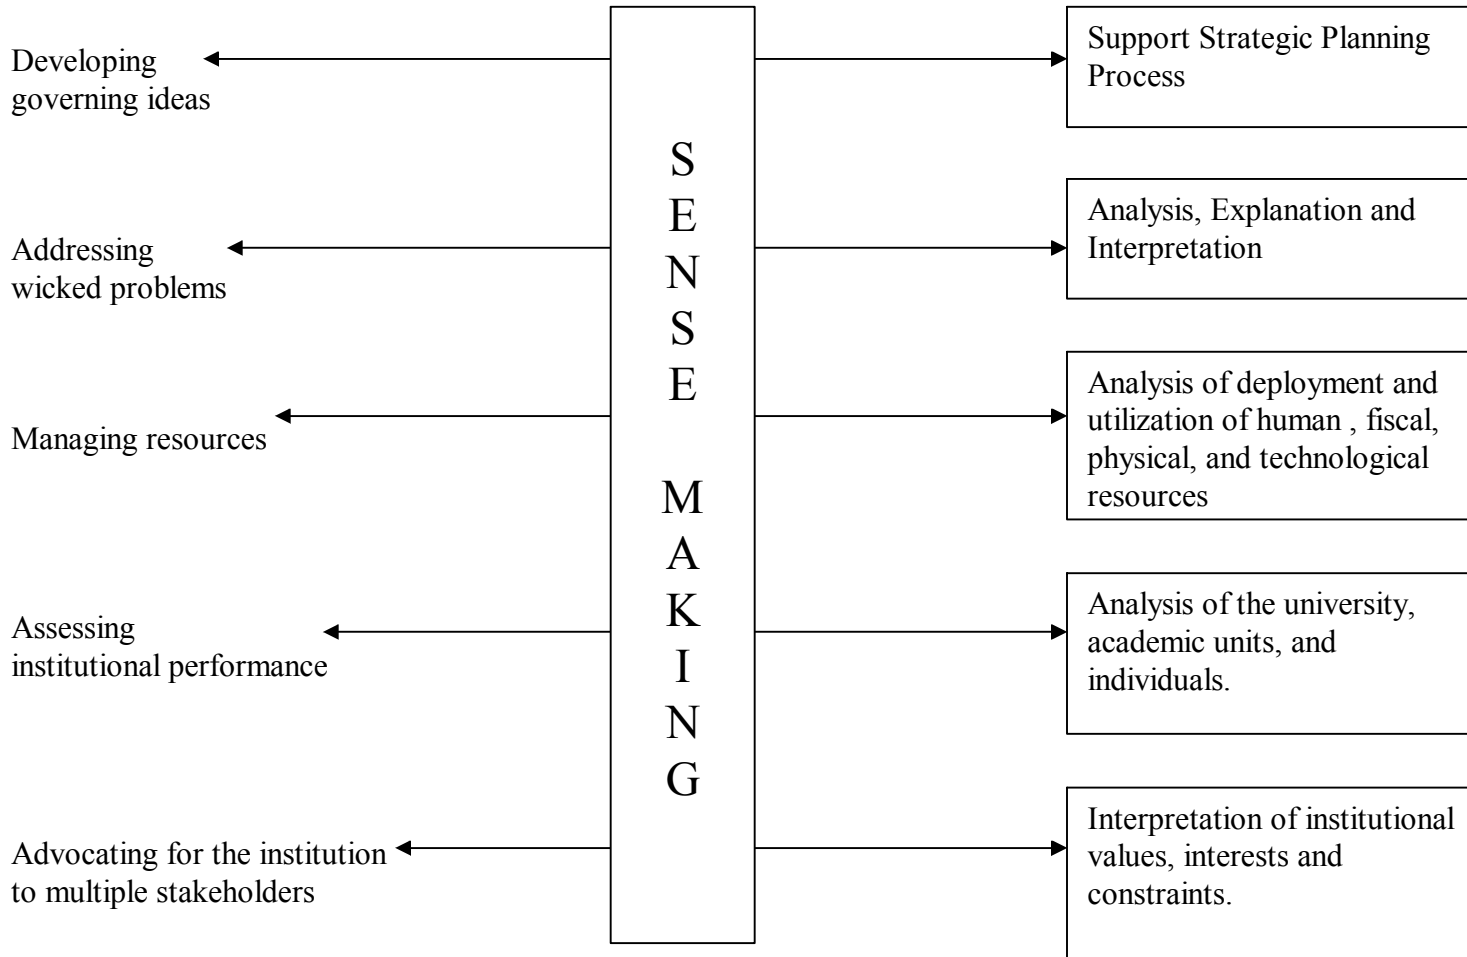 Developing
governing ideas
Support Strategic Planning
Process
Addressing
wicked problems
Analysis, Explanation and
Interpretation
Managing resources
Analysis of deployment and
utilization of human , fiscal,
physical, and technological
resources
Assessing
institutional performance
Analysis of the university,
academic units, and
individuals.
Advocating for the institution
to multiple stakeholders
Interpretation of institutional
values, interests and
constraints.
S
E
N
S
E
M
A
K
I
N
G